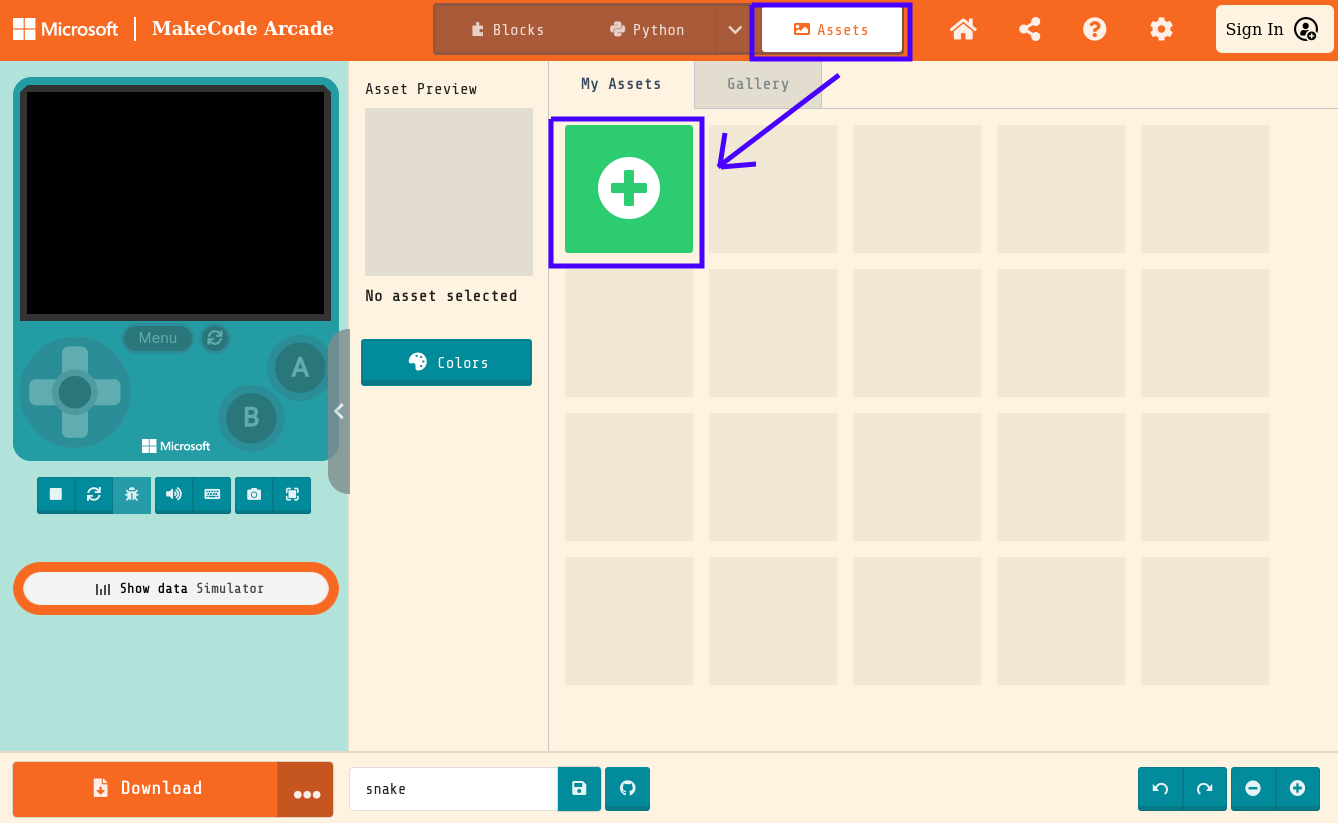 Microsoft | MakeCode Arcade
Blocks
Python
Assets
Sign In
Asset Preview
My Assets
Gallery
No asset selected
Colors
Menu
A
B
Microsoft
Show data Simulator
Download
snake